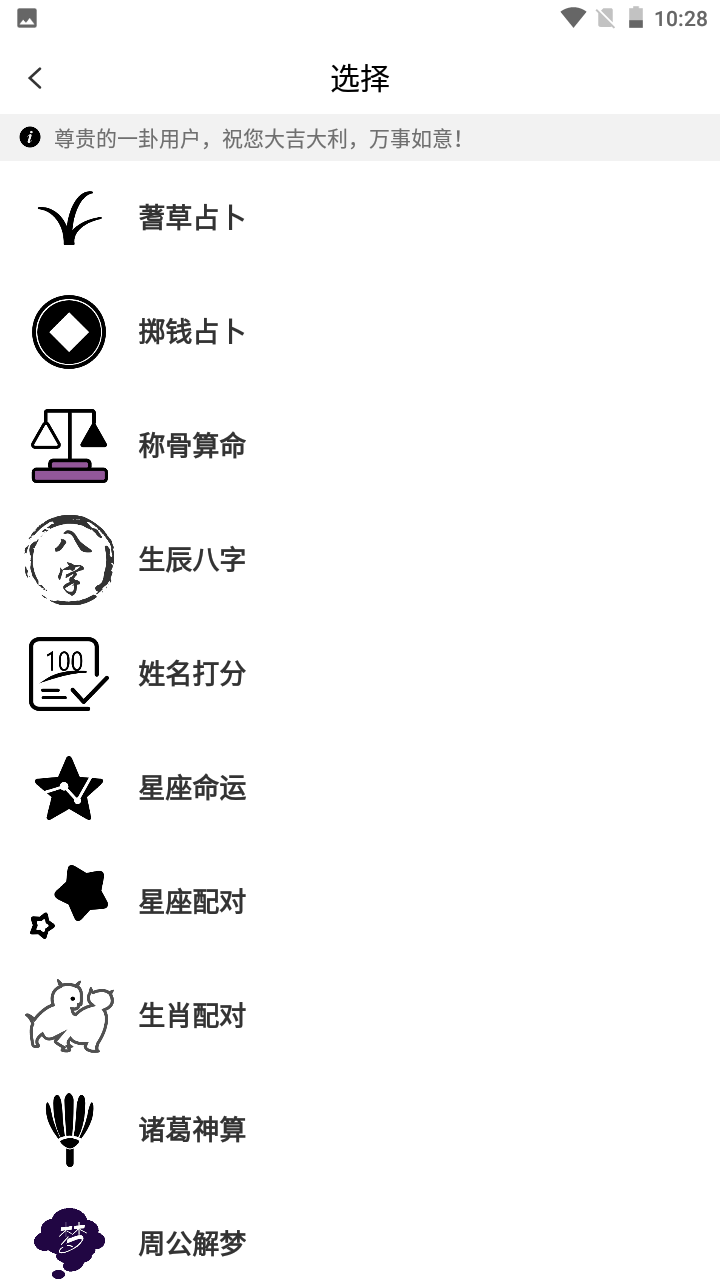 10:28
选择
尊贵的一卦用户，祝您大吉大利，万事如意！
蓍草占卜
掷钱占卜
称骨算命
八字
生辰八字
100
姓名打分
星座命运
星座配对
生肖配对
诸葛神算
梦
周公解梦